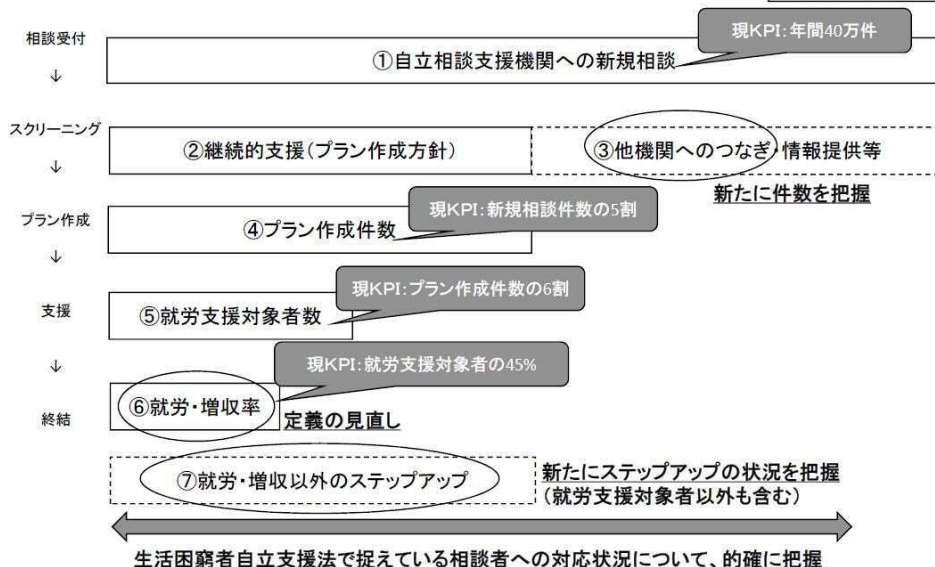 相談受付
現KPI:年間40万件
①自立相談支援機関への新規相談
↓
スクリーニング
②継続的支援(プラン作成方針)
③他機関へのつなぎ・情報提供等
↓
新たに件数を把握
現KPI:新規相談件数の5割
プラン作成
④プラン作成件数
↓
現KPI:プラン作成件数の6割
支援
⑤就労支援対象者数
↓
現KPI:就労支援対象者の45%
⑥就労・増収率
終結
定義の見直し
⑦就労・増収以外のステップアップ
新たにステップアップの状況を把握
(就労支援対象者以外も含む)
生活困窮者自立支援法で捉えている相談者への対応状況について、的確に把握